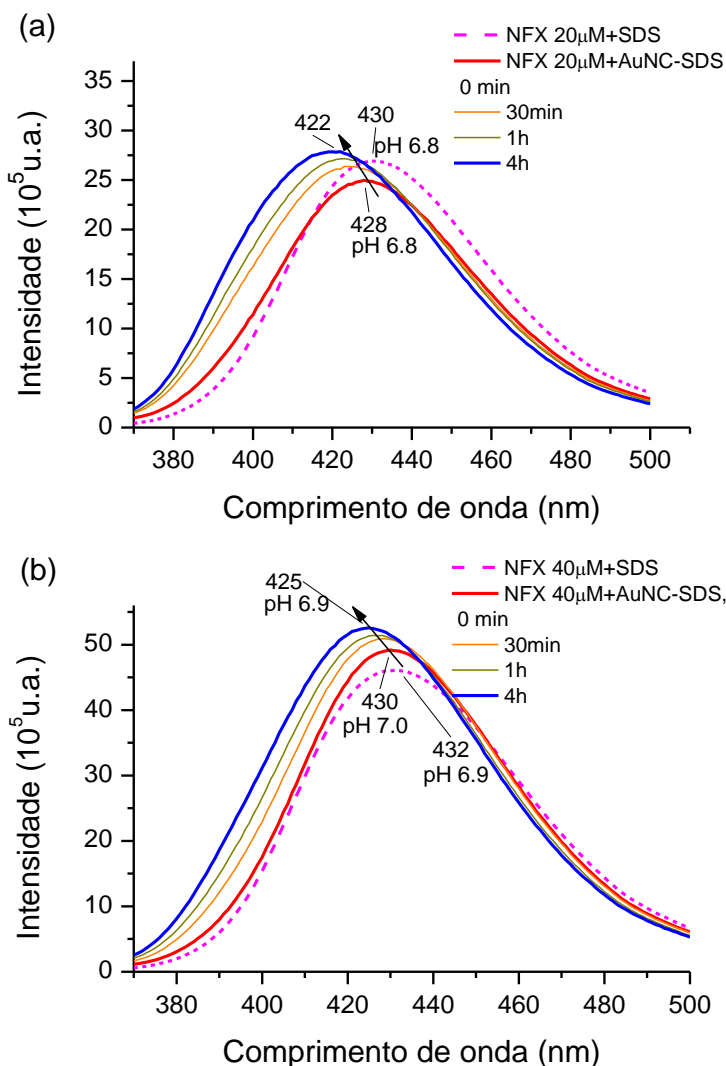 (a)
NFX 20μM+SDS
NFX 20μM+AuNC-SDS
0 min
30min
1h
4h
35
30
25
20
15
10
5
0
Intensidade (10⁵u.a.)
422
430
pH 6.8
428
pH 6.8
380 400 420 440 460 480 500
Comprimento de onda (nm)
(b)
NFX 40μM+SDS
NFX 40μM+AuNC-SDS,
0 min
30min
1h
4h
50
40
30
20
10
0
Intensidade (10⁵u.a.)
425
pH 6.9
430
pH 7.0
432
pH 6.9
380 400 420 440 460 480 500
Comprimento de onda (nm)